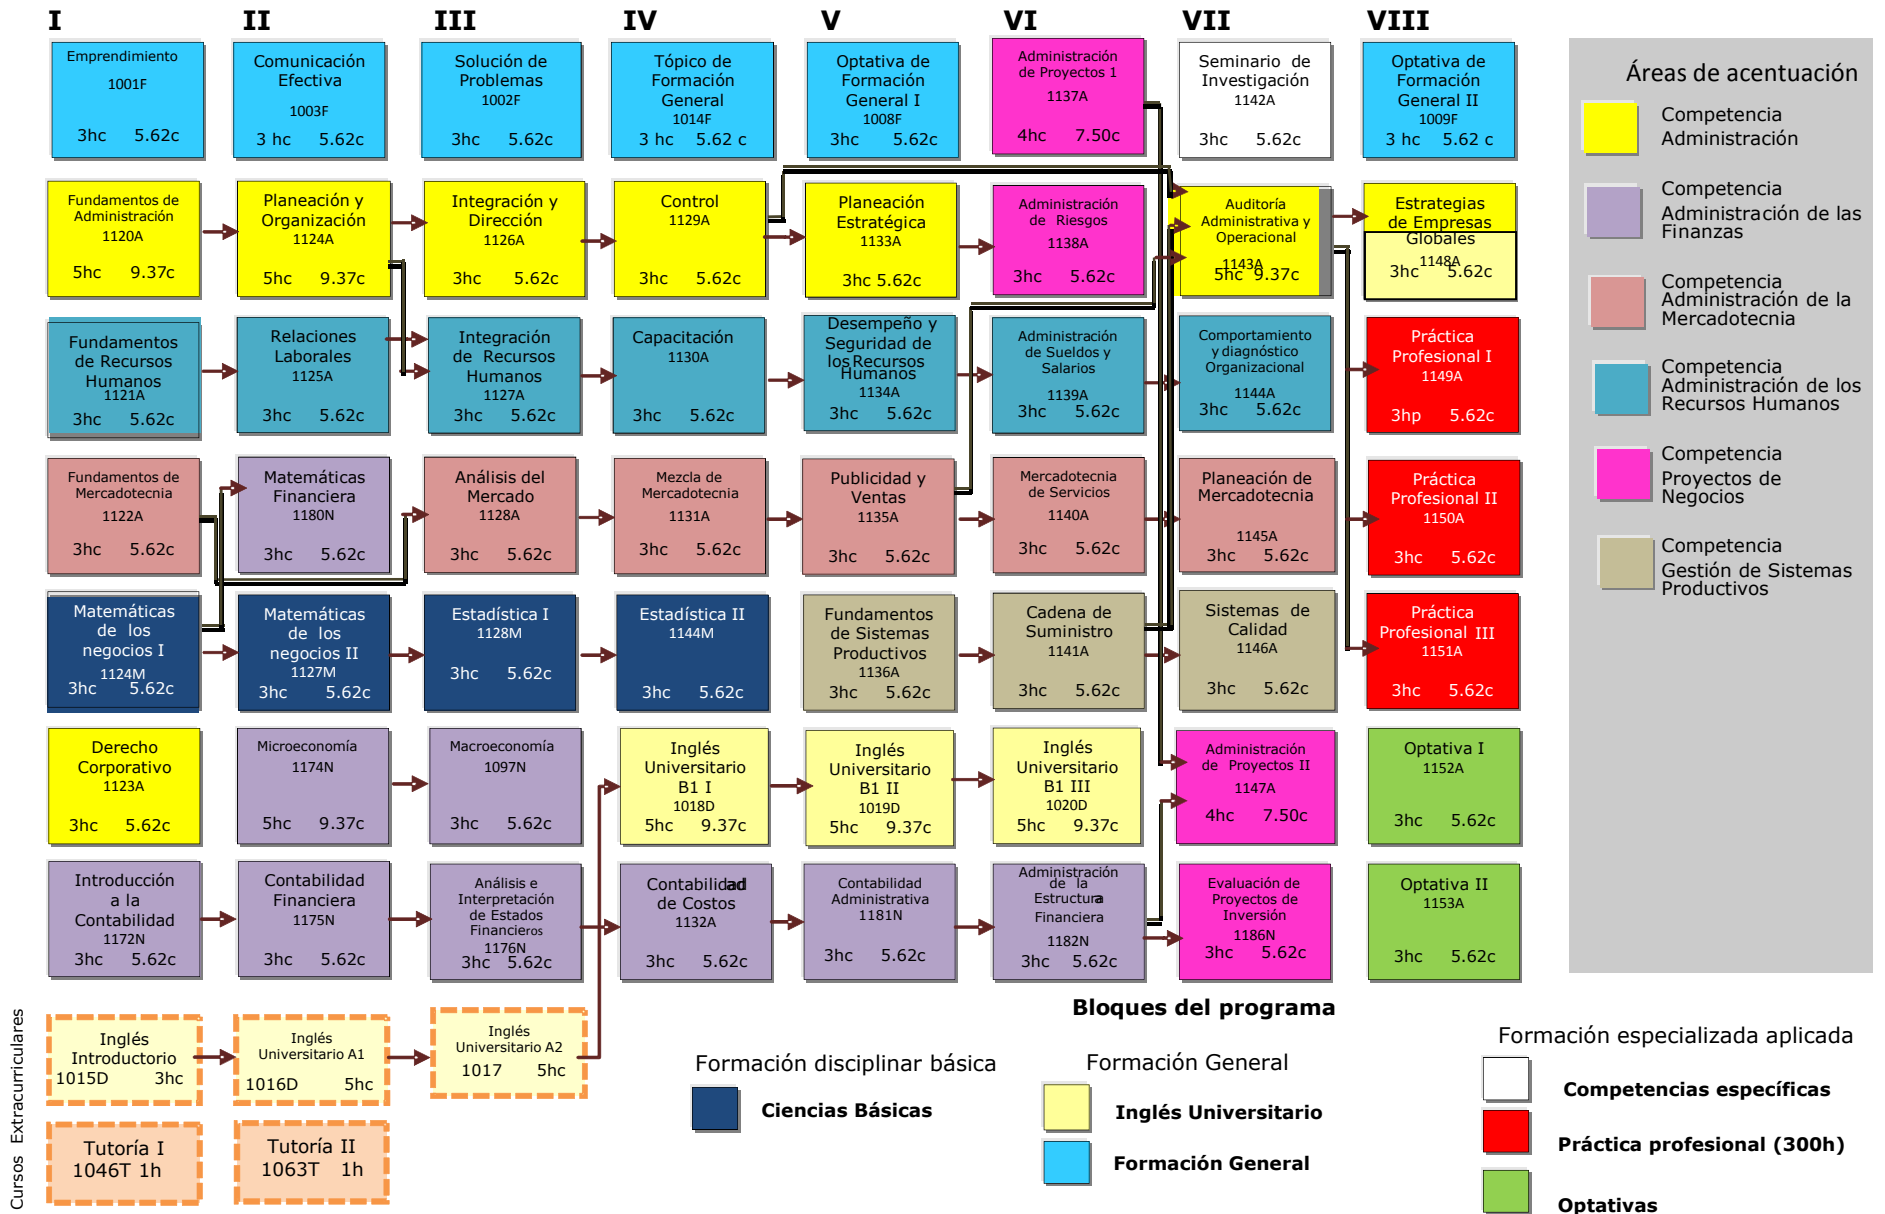 I II III IV V VI VII VIII
Emprendimiento
1001F
3hc 5.62c
Comunicación
Efectiva
1003F
3 hc 5.62c
Solución de
Problemas
1002F
3hc 5.62c
Tópico de
Formación
General
1014F
3 hc 5.62 c
Optativa de
Formación
General I
1008F
3hc 5.62c
Administración
de Proyectos 1
1137A
4hc 7.50c
Seminario de
Investigación
1142A
3hc 5.62c
Optativa de
Formación
General II
1009F
3 hc 5.62 c
Fundamentos de
Administración
1120A
5hc 9.37c
Planeación y
Organización
1124A
5hc 9.37c
Integración y
Dirección
1126A
3hc 5.62c
Control
1129A
3hc 5.62c
Planeación
Estratégica
1133A
3hc 5.62c
Administración
de Riesgos
1138A
3hc 5.62c
Auditoría
Administrativa y
Operacional
1143A
5hc 9.37c
Estrategias
de Empresas
Globales
1148A
3hc 5.62c
Fundamentos
de Recursos
Humanos
1121A
3hc 5.62c
Relaciones
Laborales
1125A
3hc 5.62c
Integración
de Recursos
Humanos
1127A
3hc 5.62c
Capacitación
1130A
3hc 5.62c
Desempeño y
Seguridad de
los Recursos
Humanos
1134A
3hc 5.62c
Administración
de Sueldos y
Salarios
1139A
3hc 5.62c
Comportamiento
y diagnóstico
Organizacional
1144A
3hc 5.62c
Práctica
Profesional I
1149A
3hp 5.62c
Fundamentos de
Mercadotecnia
1122A
3hc 5.62c
Matemáticas
Financiera
1180N
3hc 5.62c
Análisis del
Mercado
1128A
3hc 5.62c
Mezcla de
Mercadotecnia
1131A
3hc 5.62c
Publicidad y
Ventas
1135A
3hc 5.62c
Mercadotecnia
de Servicios
1140A
3hc 5.62c
Planeación de
Mercadotecnia
1145A
3hc 5.62c
Práctica
Profesional II
1150A
3hc 5.62c
Matemáticas
de los
negocios I
1124M
3hc 5.62c
Matemáticas
de los
negocios II
1127M
3hc 5.62c
Estadística I
1128M
3hc 5.62c
Estadística II
1144M
3hc 5.62c
Fundamentos
de Sistemas
Productivos
1136A
3hc 5.62c
Cadena de
Suministro
1141A
3hc 5.62c
Sistemas de
Calidad
1146A
3hc 5.62c
Práctica
Profesional III
1151A
3hc 5.62c
Derecho
Corporativo
1123A
3hc 5.62c
Microeconomía
1174N
5hc 9.37c
Macroeconomía
1097N
3hc 5.62c
Inglés
Universitario
B1 I
1018D
5hc 9.37c
Inglés
Universitario
B1 II
1019D
5hc 9.37c
Inglés
Universitario
B1 III
1020D
5hc 9.37c
Administración
de Proyectos II
1147A
4hc 7.50c
Optativa I
1152A
3hc 5.62c
Introducción
a la
Contabilidad
1172N
3hc 5.62c
Contabilidad
Financiera
1175N
3hc 5.62c
Análisis e
Interpretación
de Estados
Financieros
1176N
3hc 5.62c
Contabilidad
de Costos
1132A
3hc 5.62c
Contabilidad
Administrativa
1181N
3hc 5.62c
Administración
de la
Estructura
Financiera
1182N
3hc 5.62c
Evaluación de
Proyectos de
Inversión
1186N
3hc 5.62c
Optativa II
1153A
3hc 5.62c
Cursos Extracurriculares
Inglés
Introductorio
1015D 3hc
Inglés
Universitario A1
1016D 5hc
Inglés
Universitario A2
1017 5hc
Tutoría I
1046T 1h
Tutoría II
1063T 1h
Áreas de acentuación
Competencia
Administración
Competencia
Administración de las
Finanzas
Competencia
Administración de la
Mercadotecnia
Competencia
Administración de los
Recursos Humanos
Competencia
Proyectos de
Negocios
Competencia
Gestión de Sistemas
Productivos
Bloques del programa
Formación disciplinar básica
Ciencias Básicas
Formación General
Inglés Universitario
Formación General
Formación especializada aplicada
Competencias específicas
Práctica profesional (300h)
Optativas